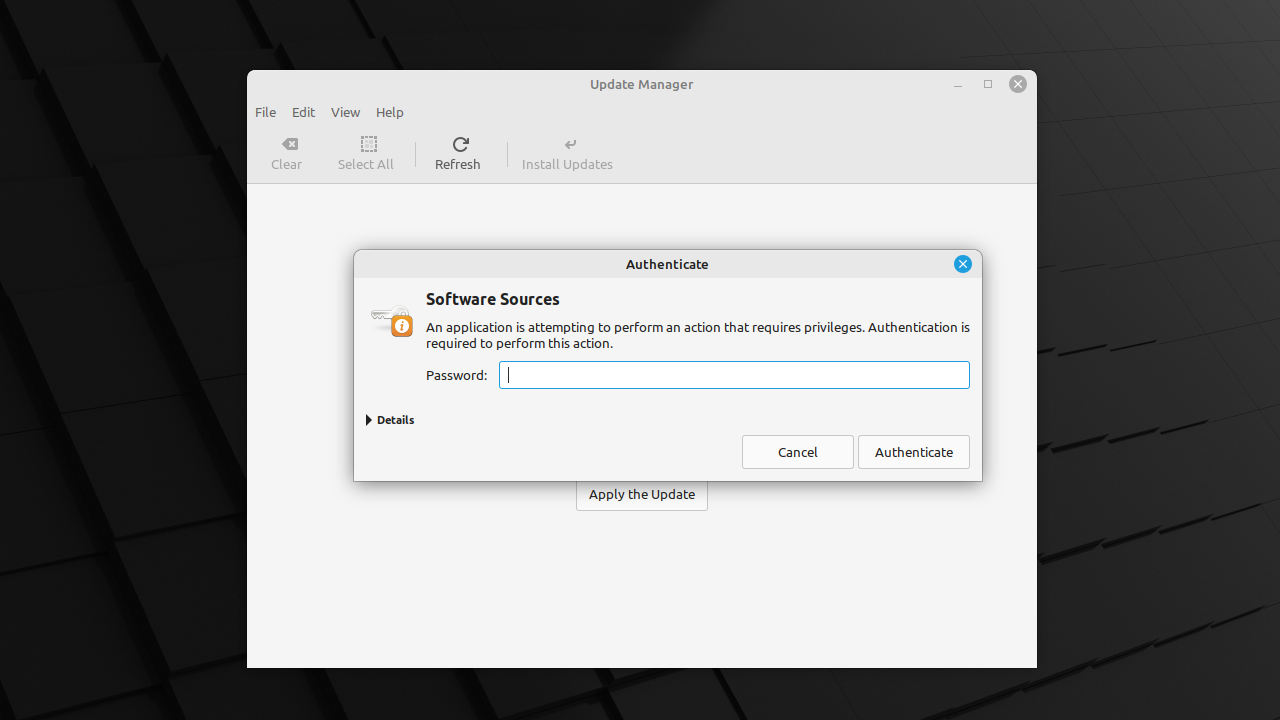 Update Manager
File Edit View Help
Clear Select All Refresh Install Updates
Authenticate
Software Sources
An application is attempting to perform an action that requires privileges. Authentication is
required to perform this action.
Password:
Details
Cancel Authenticate
Apply the Update